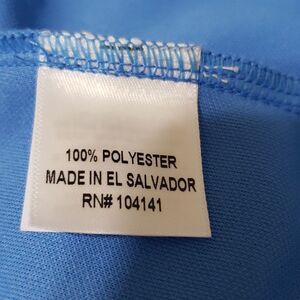 100% POLYESTER
MADE IN EL SALVADOR
RN# 104141